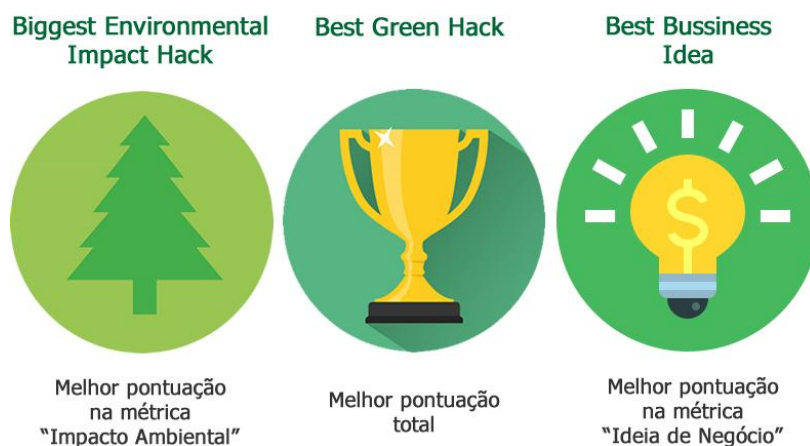 Biggest Environmental
Impact Hack
Best Green Hack
Best Bussiness
Idea
$
Melhor pontuação
na métrica
“Impacto Ambiental”
Melhor pontuação
total
Melhor pontuação
na métrica
“Ideia de Negócio”